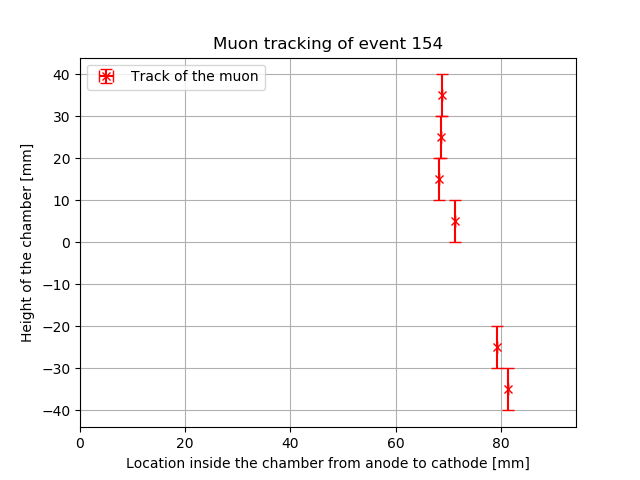 Muon tracking of event 154
Track of the muon
Height of the chamber [mm]
40
30
20
10
0
−10
−20
−30
−40
0 20 40 60 80
Location inside the chamber from anode to cathode [mm]